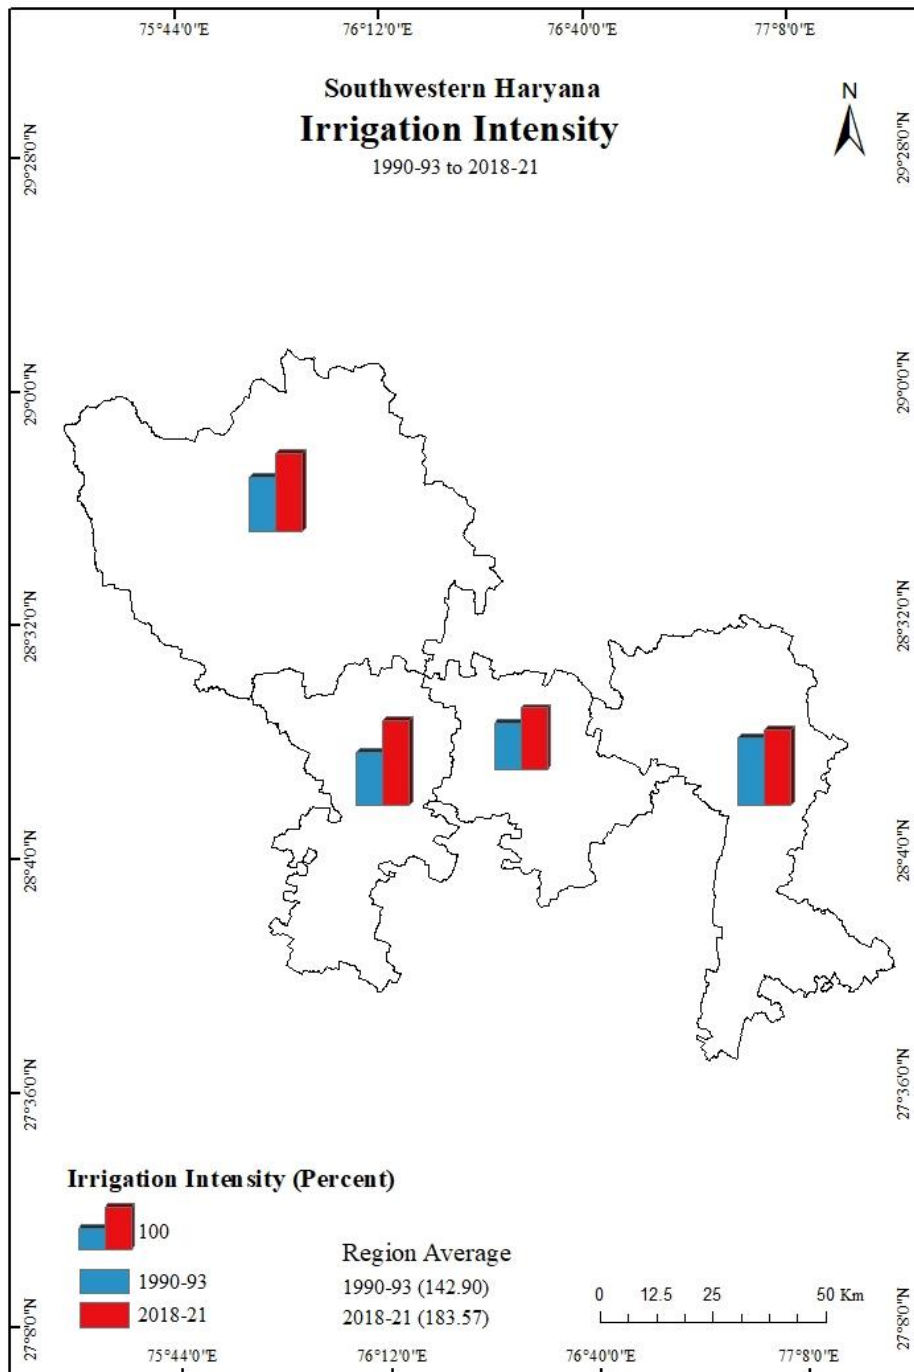 75°44'0"E 76°12'0"E 76°40'0"E 77°8'0"E
Southwestern Haryana
Irrigation Intensity
1990-93 to 2018-21
N
29°28'0"N 29°28'0"N
29°0'0"N 29°0'0"N
28°32'0"N 28°32'0"N
28°4'0"N 28°4'0"N
27°36'0"N 27°36'0"N
27°8'0"N 27°8'0"N
Irrigation Intensity (Percent)
100
1990-93
2018-21
Region Average
1990-93 (142.90)
2018-21 (183.57)
0 12.5 25 50 Km
75°44'0"E 76°12'0"E 76°40'0"E 77°8'0"E